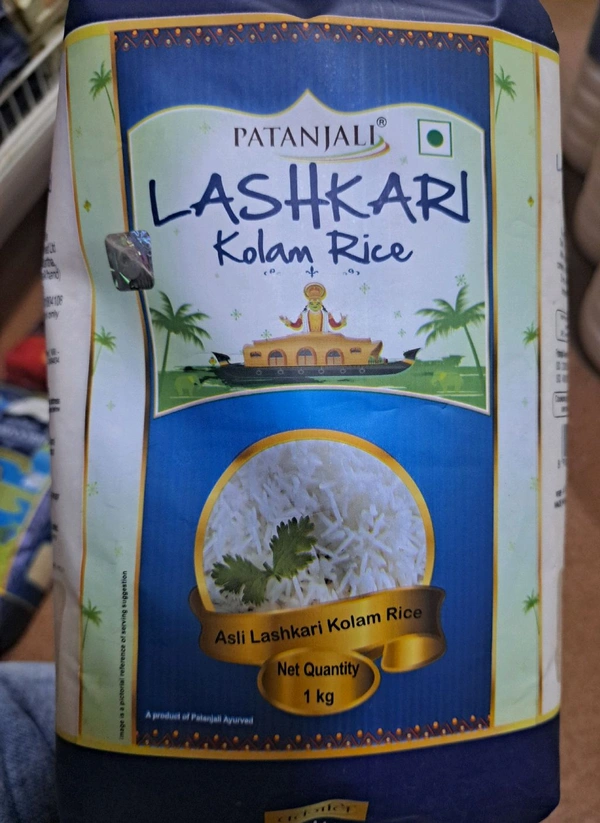 PATANJALI®
LASHKARI
Kolam Rice
Asli Lashkari Kolam Rice
Net Quantity
1 kg
A product of Patanjali Ayurved
Image is a pictorial reference of serving suggestion